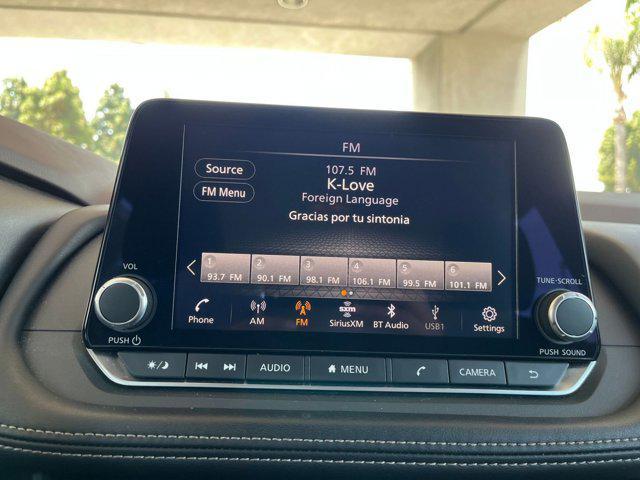 FM
Source
107.5 FM
FM Menu
K-Love
Foreign Language
Gracias por tu sintonia
1 2 3 4 5 6
93.7 FM 90.1 FM 98.1 FM 106.1 FM 99.5 FM 101.1 FM
VOL
TUNE·SCROLL
Phone AM FM sxm SiriusXM BT Audio USB1 Settings
PUSH
PUSH SOUND
AUDIO MENU CAMERA